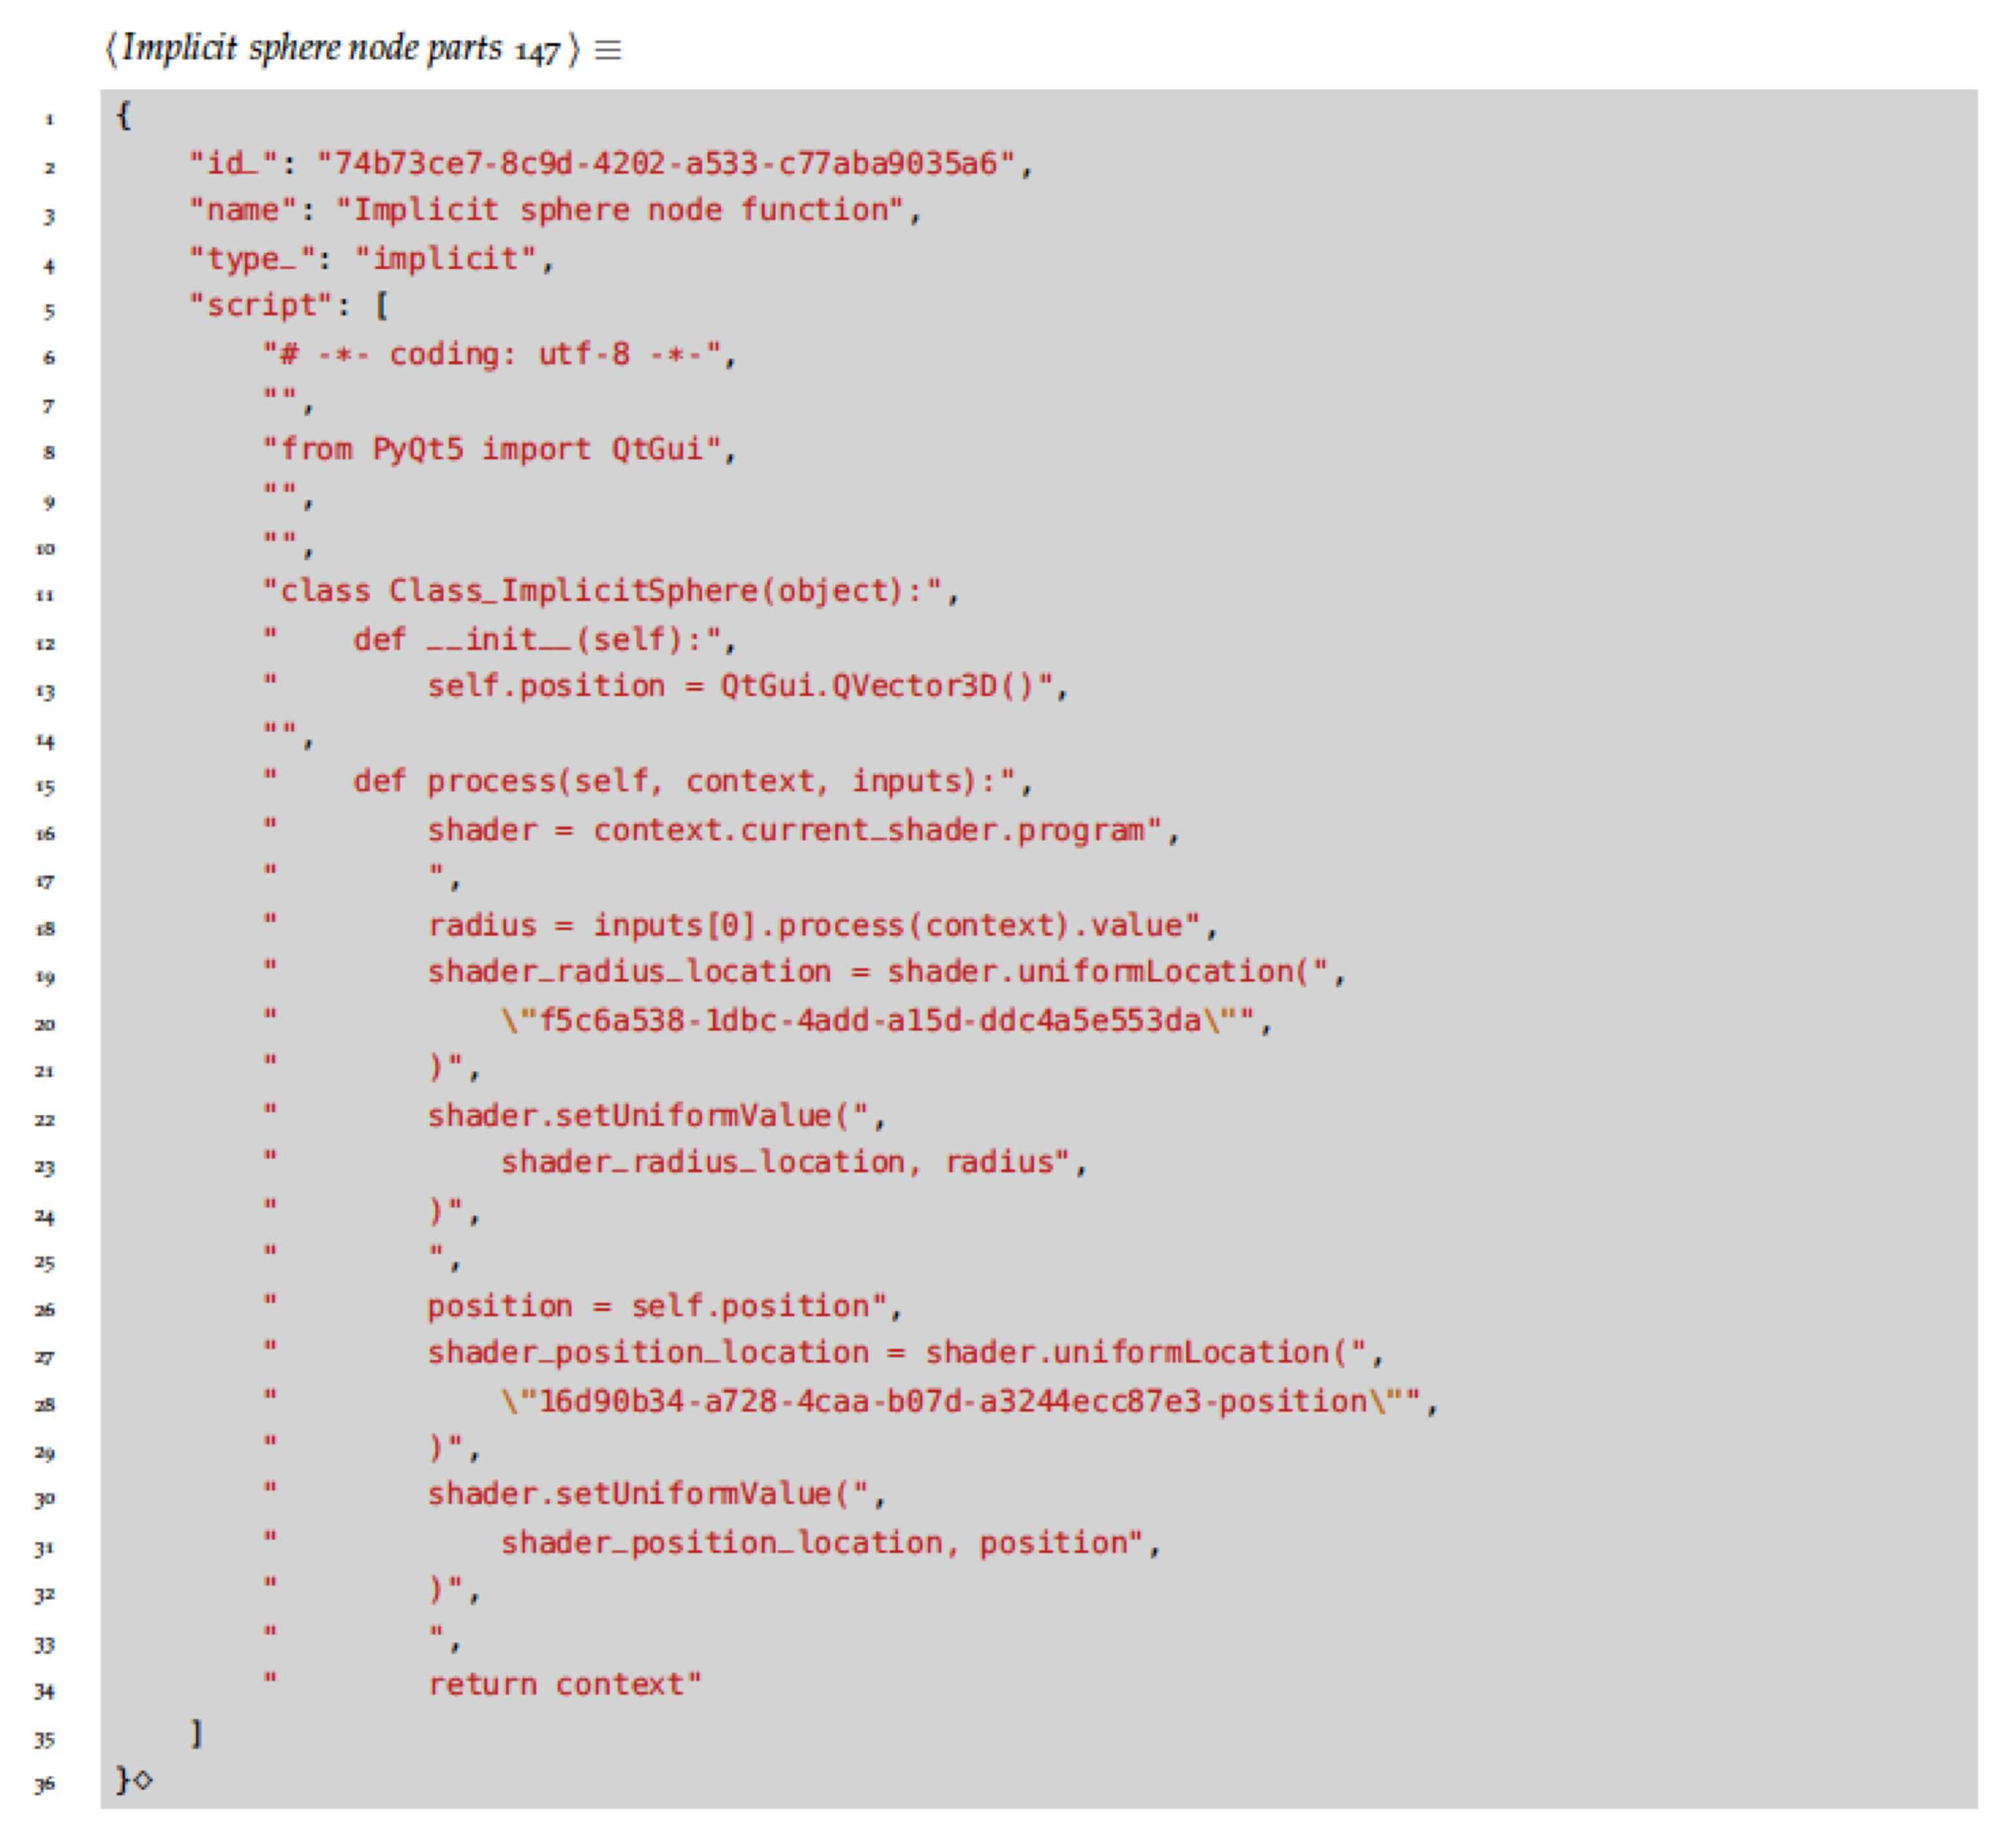 ⟨Implicit sphere node parts 147⟩ ≡
1 {
2     "id_": "74b73ce7-8c9d-4202-a533-c77aba9035a6",
3     "name": "Implicit sphere node function",
4     "type_": "implicit",
5     "script": [
6         "# -*- coding: utf-8 -*-",
7         "",
8         "from PyQt5 import QtGui",
9         "",
10         "",
11         "class Class_ImplicitSphere(object):",
12         "    def __init__(self):",
13         "        self.position = QtGui.QVector3D()",
14         "",
15         "    def process(self, context, inputs):",
16         "        shader = context.current_shader.program",
17         "        ",
18         "        radius = inputs[0].process(context).value",
19         "        shader_radius_location = shader.uniformLocation(",
20         "            \"f5c6a538-1dbc-4add-a15d-ddc4a5e553da\"",
21         "        )",
22         "        shader.setUniformValue(",
23         "            shader_radius_location, radius",
24         "        )",
25         "        ",
26         "        position = self.position",
27         "        shader_position_location = shader.uniformLocation(",
28         "            \"16d90b34-a728-4caa-b07d-a3244ecc87e3-position\"",
29         "        )",
30         "        shader.setUniformValue(",
31         "            shader_position_location, position",
32         "        )",
33         "        ",
34         "        return context"
35     ]
36 }◇